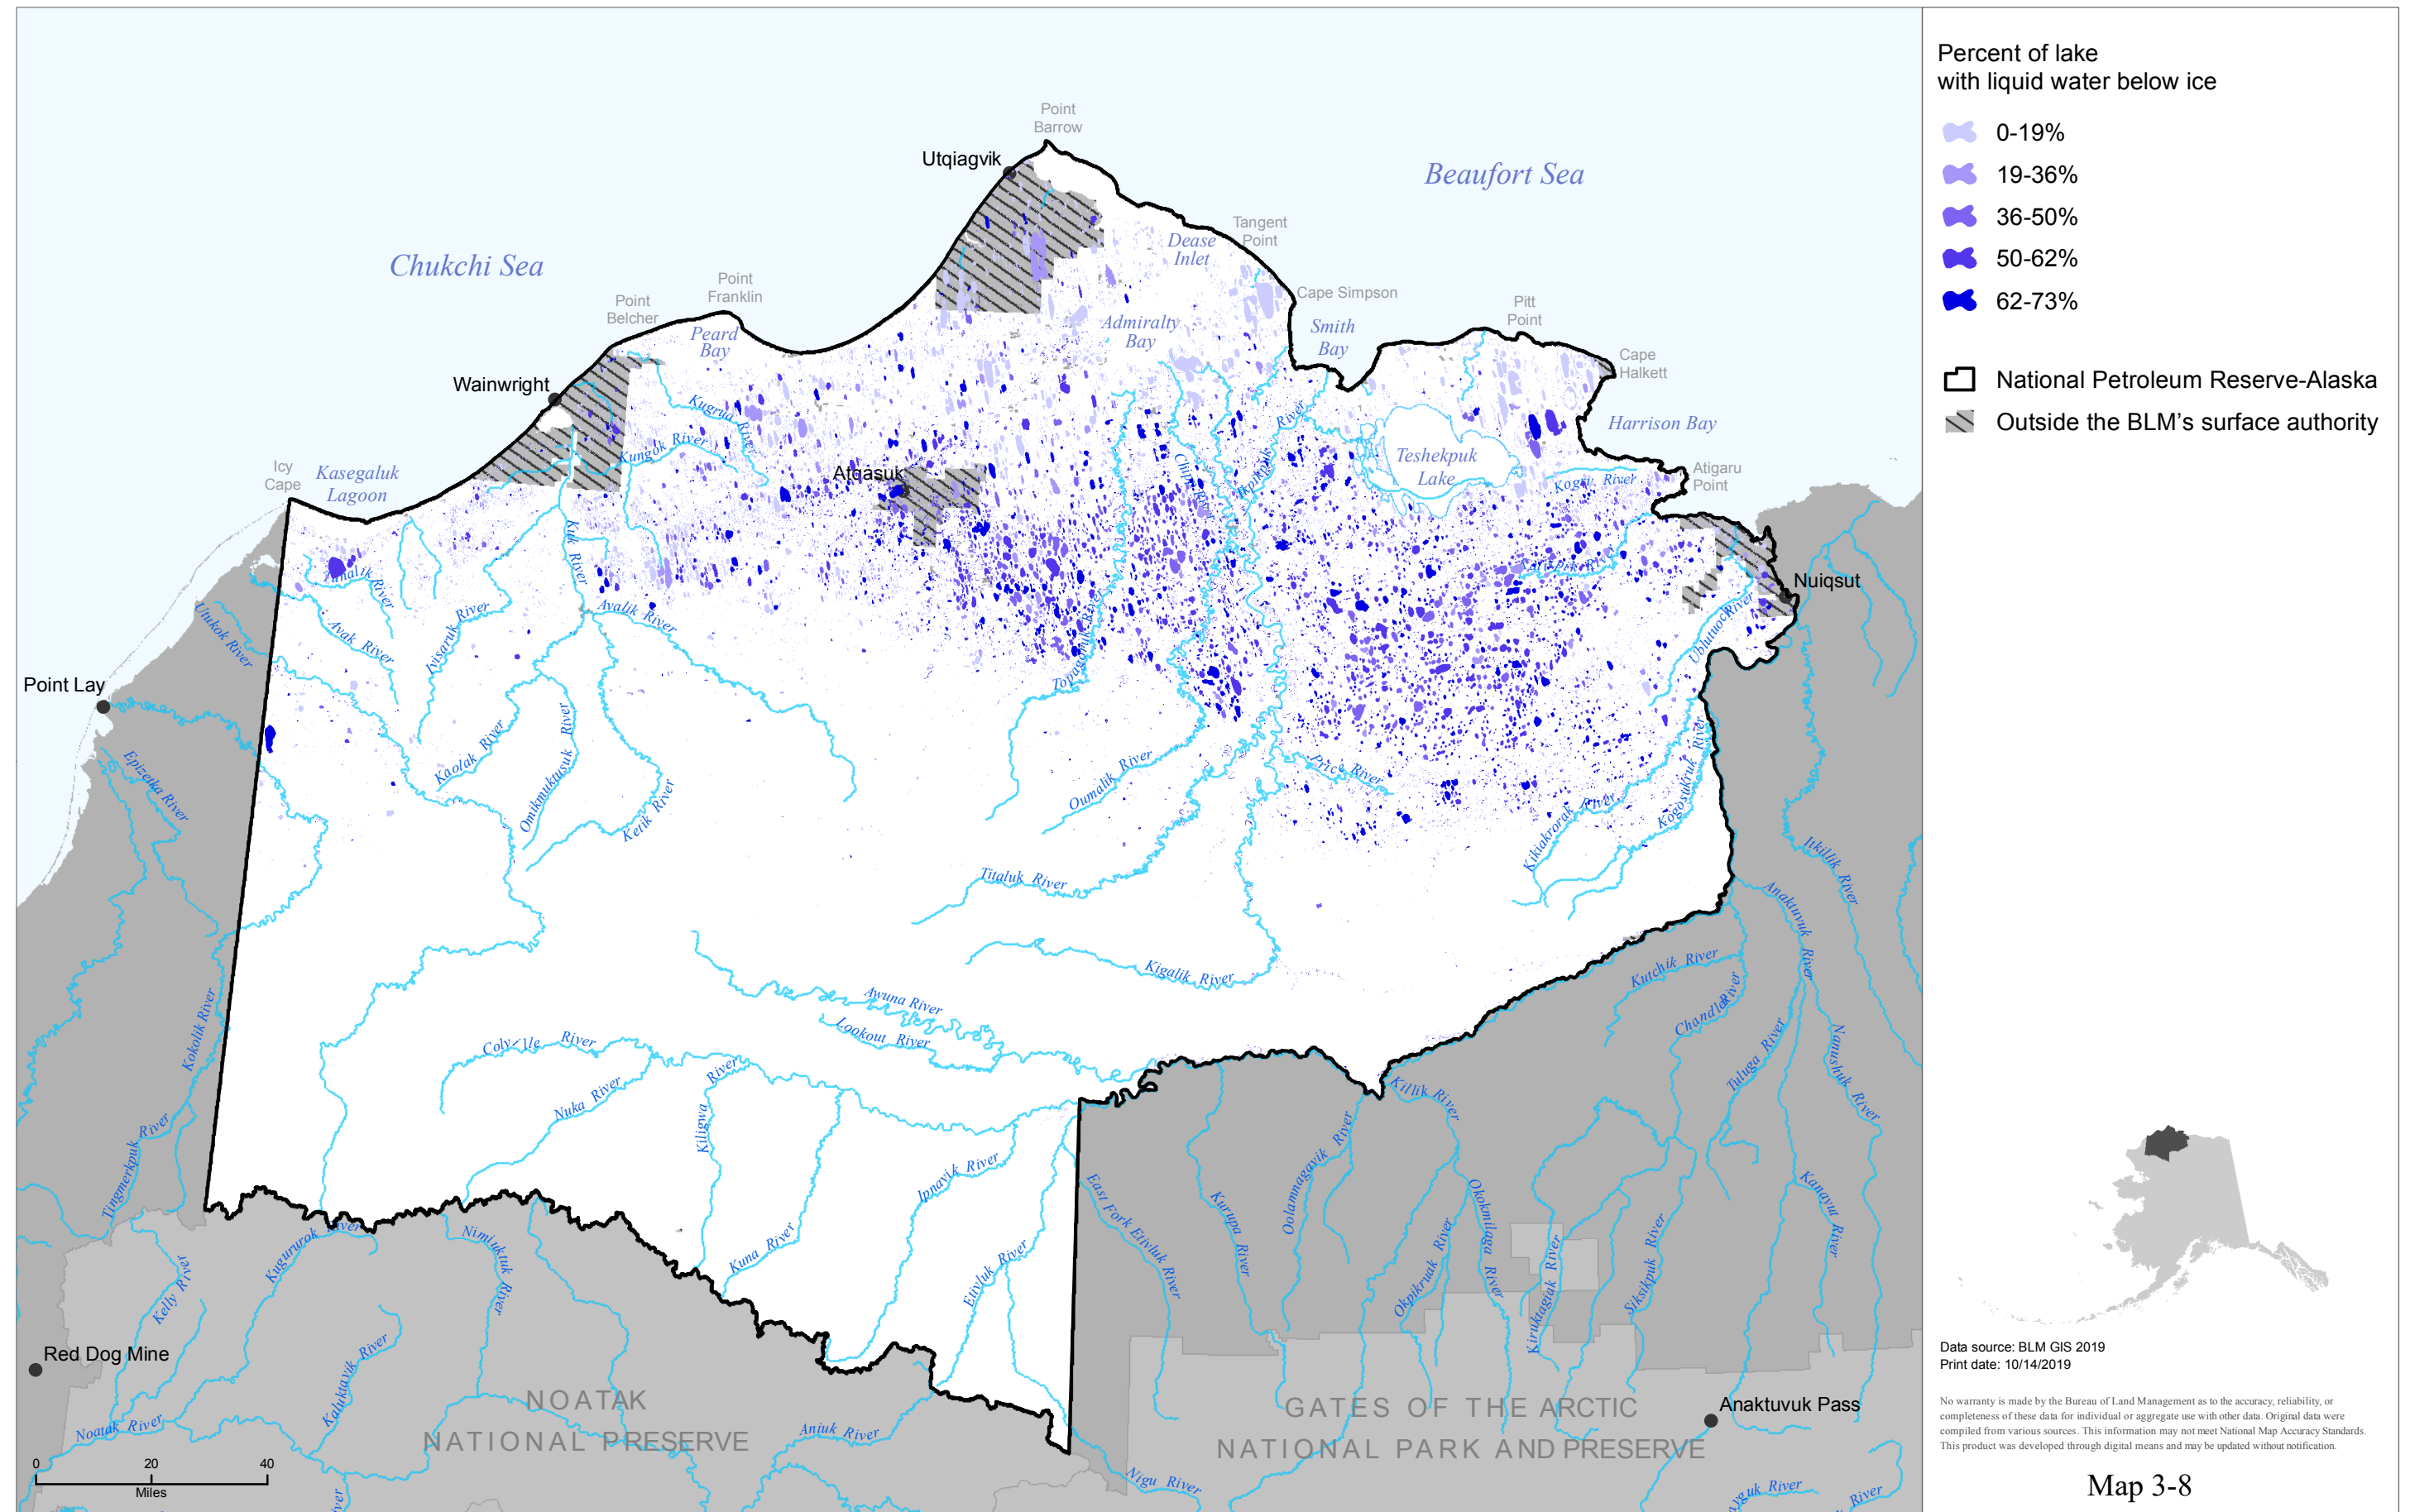 Point
Barrow
Utqiagvik
Beaufort Sea
Tangent
Point
Dease
Inlet
Chukchi Sea
Point
Franklin
Cape Simpson
Point
Belcher
Pitt
Point
Admiralty
Bay
Smith
Bay
Peard
Bay
Cape
Halkett
Wainwright
Kugrua River
Harrison Bay
Kungok River
Icy
Cape
Kasegaluk
Lagoon
Atqasuk
Chipp River
Ikpikpuk River
Teshekpuk
Lake
Atigaru
Point
Kogru River
Kuk River
Nuiqsut
River
Avalik River
Utukok River
Avak River
Ivisaruk River
Topagoruk River
Ublutuoch River
Point Lay
Kaolak River
Omikmuktusuk River
Ketik River
Oumalik River
Price River
Epizetka River
Kikiakrorak River
Kogosukruk River
Itkillik River
Titaluk River
Anaktuvuk River
Kigalik River
Kutchik River
Awuna River
Lookout River
Chandler River
Kokolik River
Colville River
Nuka River
Kiligwa River
Killik River
Tuluga River
Nanushuk River
Tingmerkpuk River
Ipnavik River
East Fork Etivluk River
Kurupa River
Oolamnagavik River
Okokmilaga River
Okpikruak River
Kiruktagiak River
Siksikpuk River
Kanayut River
Kugururok River
Nimiuktuk River
Kelly River
Kuna River
Etivluk River
Red Dog Mine
Kaluktavik River
Noatak River
NOATAK
NATIONAL PRESERVE
Aniuk River
Nigu River
GATES OF THE ARCTIC
NATIONAL PARK AND PRESERVE
Anaktuvuk Pass
River
0 20 40
Miles
Percent of lake
with liquid water below ice
0-19%
19-36%
36-50%
50-62%
62-73%
National Petroleum Reserve-Alaska
Outside the BLM's surface authority
Data source: BLM GIS 2019
Print date: 10/14/2019
No warranty is made by the Bureau of Land Management as to the accuracy, reliability, or
completeness of these data for individual or aggregate use with other data. Original data were
compiled from various sources. This information may not meet National Map Accuracy Standards.
This product was developed through digital means and may be updated without notification.
Map 3-8